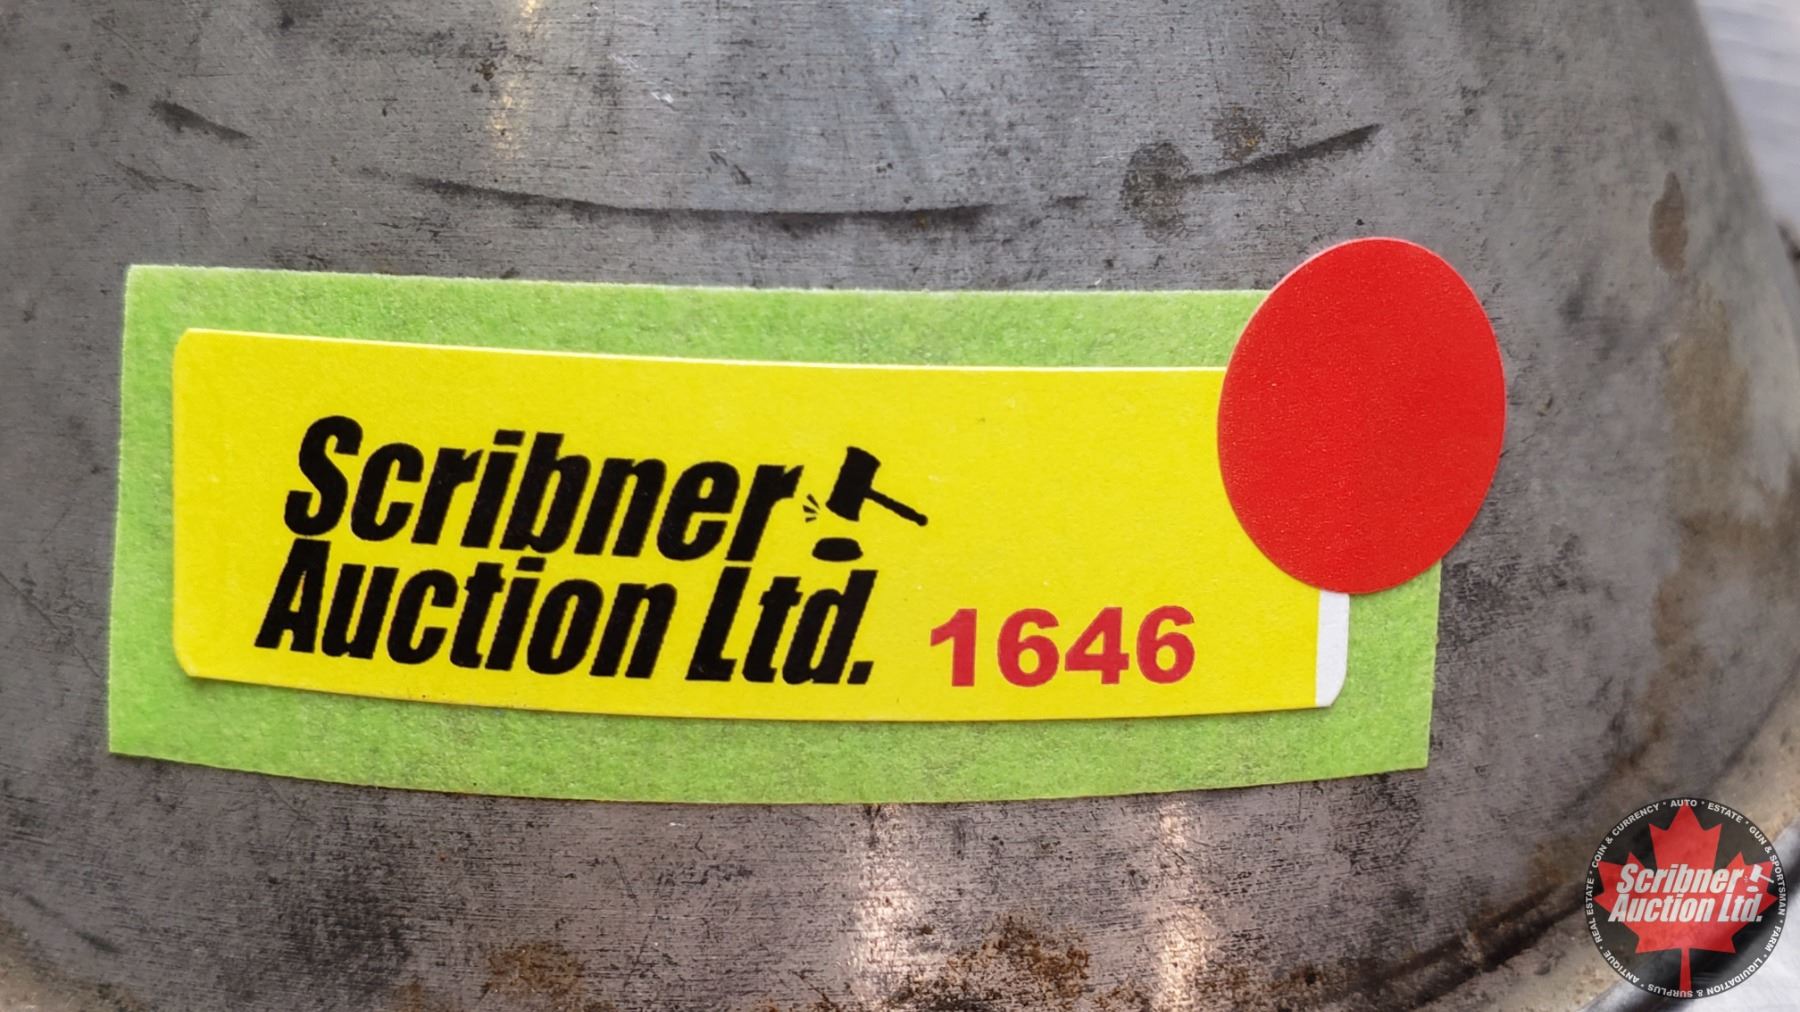 Scribner
Auction Ltd. 1646
ANTIQUE • REAL ESTATE • COIN & CURRENCY • AUTO • ESTATE • GUN & SPORTSMAN • FARM • LIQUIDATION & SURPLUS •
Scribner
Auction Ltd.